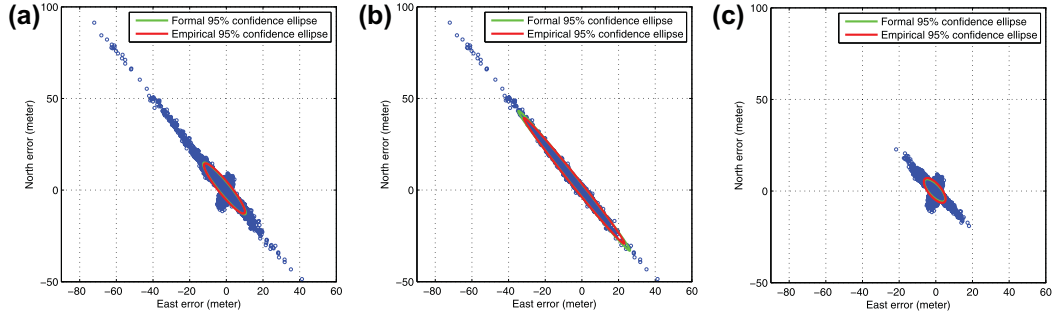 (a)
Formal 95% confidence ellipse
Empirical 95% confidence ellipse
North error (meter)
100
50
0
−50
−80 −60 −40 −20 0 20 40 60
East error (meter)
(b)
Formal 95% confidence ellipse
Empirical 95% confidence ellipse
North error (meter)
100
50
0
−50
−80 −60 −40 −20 0 20 40 60
East error (meter)
(c)
Formal 95% confidence ellipse
Empirical 95% confidence ellipse
North error (meter)
100
50
0
−50
−80 −60 −40 −20 0 20 40 60
East error (meter)